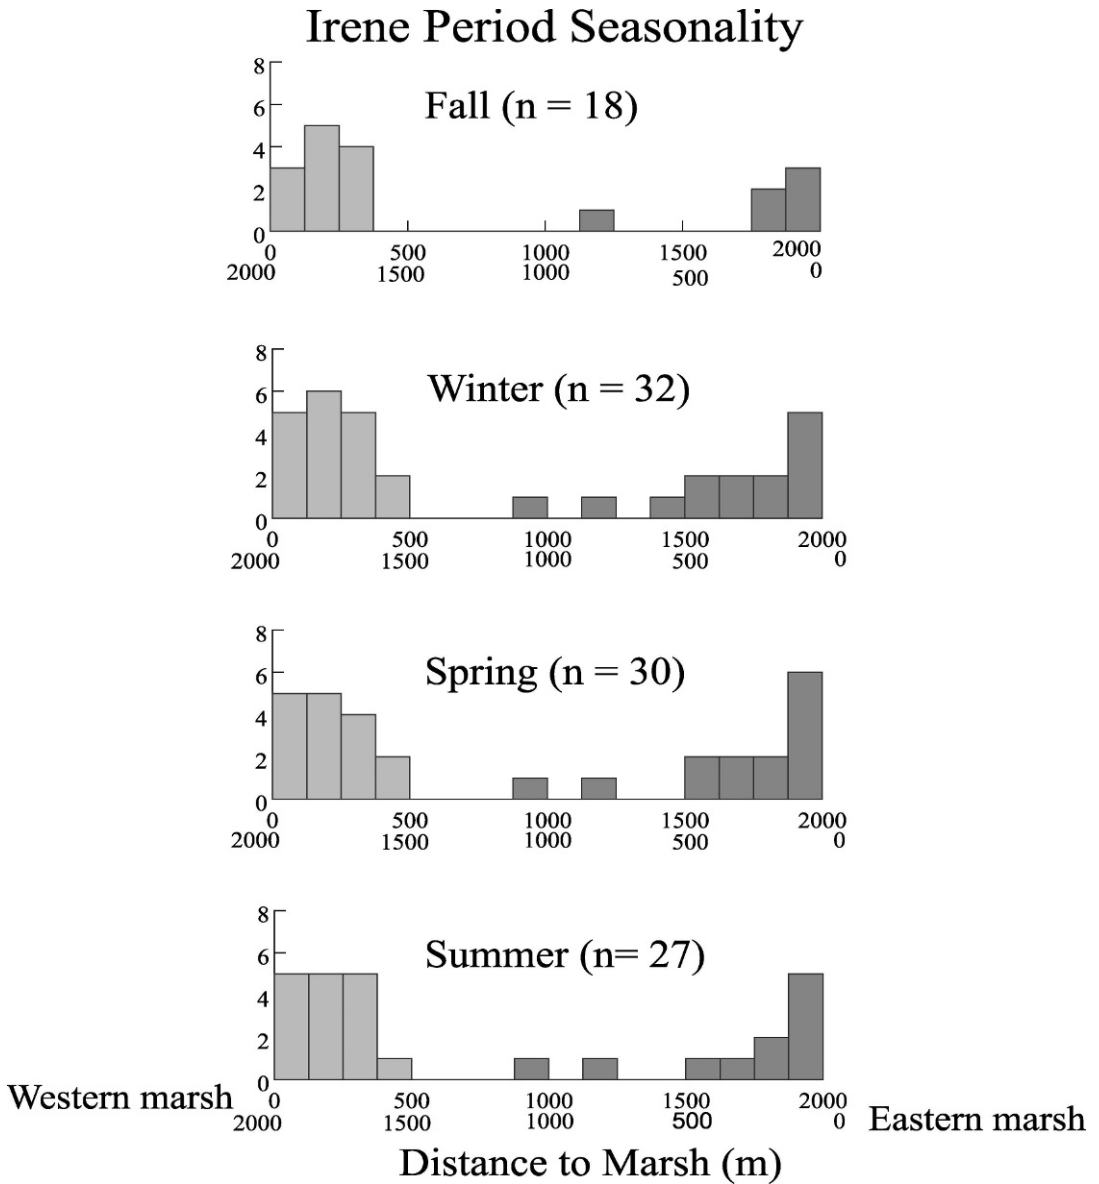 Irene Period Seasonality
Fall (n = 18)
8
6
4
2
0
0 500 1000 1500 2000
2000 1500 1000 500 0
Winter (n = 32)
8
6
4
2
0
0 500 1000 1500 2000
2000 1500 1000 500 0
Spring (n = 30)
8
6
4
2
0
0 500 1000 1500 2000
2000 1500 1000 500 0
Summer (n= 27)
8
6
4
2
0
0 500 1000 1500 2000
Western marsh 2000 1500 1000 500 0 Eastern marsh
Distance to Marsh (m)